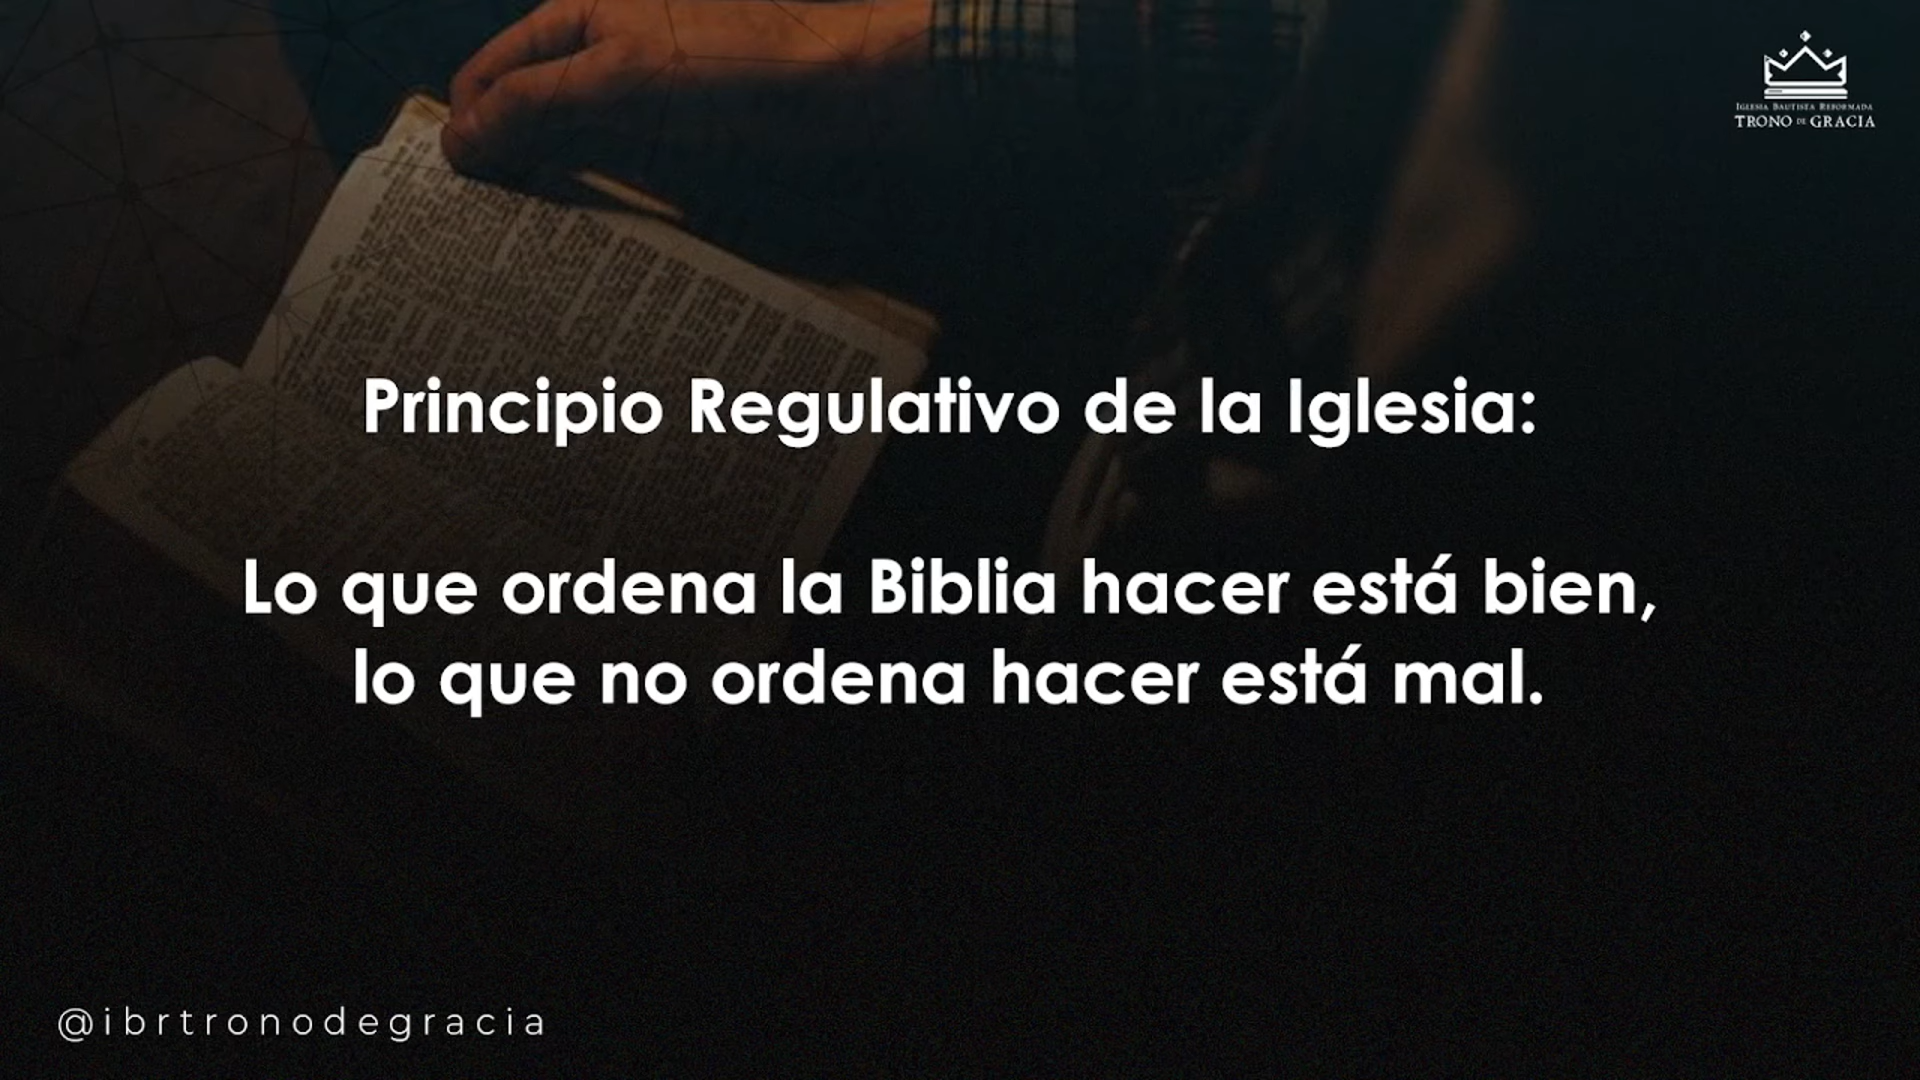 IGLESIA BAUTISTA REFORMADA
TRONO DE GRACIA
Principio Regulativo de la Iglesia:
Lo que ordena la Biblia hacer está bien,
lo que no ordena hacer está mal.
@ibrtronodegracia